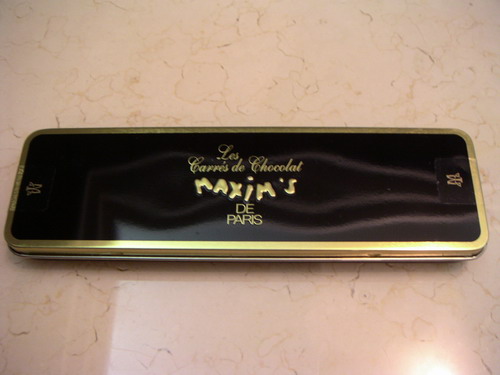 Les
Carrés de Chocolat
MAXiM'S
DE
PARIS